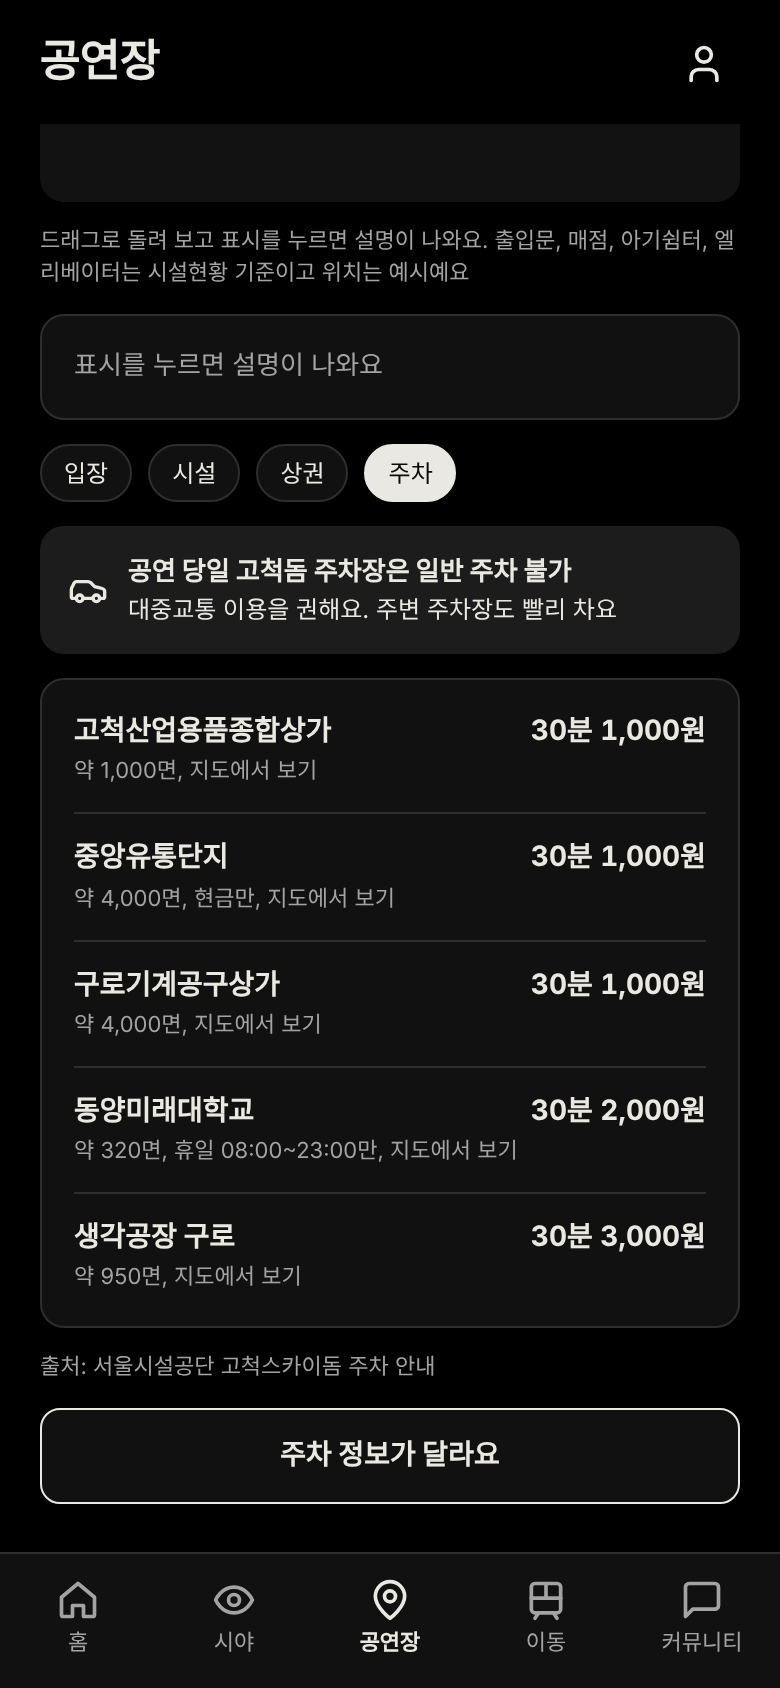 공연장
드래그로 돌려 보고 표시를 누르면 설명이 나와요. 출입문, 매점, 아기쉼터, 엘
리베이터는 시설현황 기준이고 위치는 예시예요
표시를 누르면 설명이 나와요
입장 시설 상권 주차
공연 당일 고척돔 주차장은 일반 주차 불가
대중교통 이용을 권해요. 주변 주차장도 빨리 차요
고척산업용품종합상가 30분 1,000원
약 1,000면, 지도에서 보기
중앙유통단지 30분 1,000원
약 4,000면, 현금만, 지도에서 보기
구로기계공구상가 30분 1,000원
약 4,000면, 지도에서 보기
동양미래대학교 30분 2,000원
약 320면, 휴일 08:00~23:00만, 지도에서 보기
생각공장 구로 30분 3,000원
약 950면, 지도에서 보기
출처: 서울시설공단 고척스카이돔 주차 안내
주차 정보가 달라요
홈 시야 공연장 이동 커뮤니티